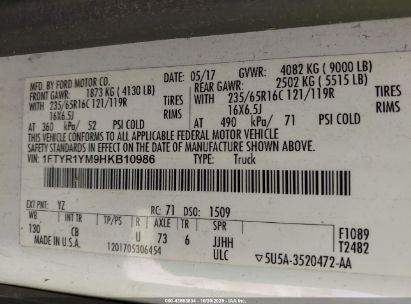 MFD. BY FORD MOTOR CO.
DATE: 05/17 GVWR: 4082 KG ( 9000 LB)
FRONT GAWR: 1873 KG ( 4130 LB)
REAR GAWR: 2502 KG ( 5515 LB)
WITH 235/65R16C 121/119R TIRES
16X6.5J RIMS
AT 360 kPa/ 52 PSI COLD
WITH 235/65R16C 121/119R TIRES
16X6.5J RIMS
AT 490 kPa/ 71 PSI COLD
THIS VEHICLE CONFORMS TO ALL APPLICABLE FEDERAL MOTOR VEHICLE
SAFETY STANDARDS IN EFFECT ON THE DATE OF MANUFACTURE SHOWN ABOVE.
VIN: 1FTYR1YM9HKB10986 TYPE: Truck
EXT PNT: YZ RC: 71 DSO: 1509
WB INT TR TP/PS R AXLE TR SPR
130 CB U 73 6 JJHH
F1089
T2482
MADE IN U.S.A. 1201705306454 ULC
5U5A-3520472-AA